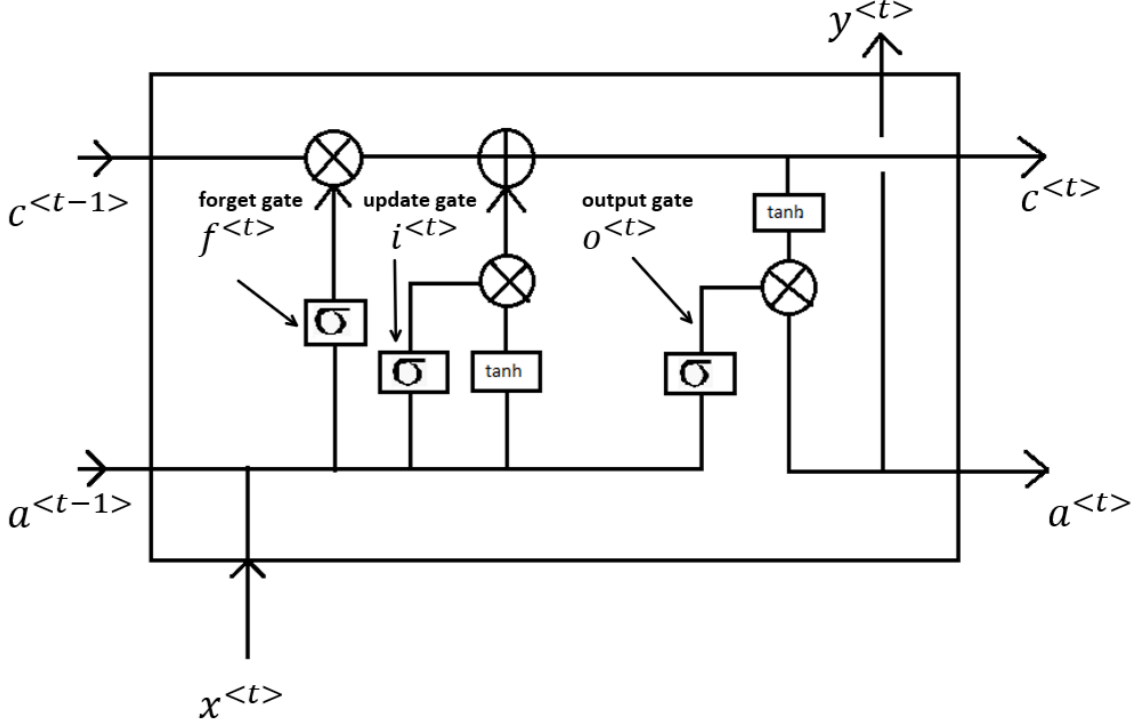 y^{<t>}
c^{<t-1>}
c^{<t>}
forget gate
f^{<t>}
update gate
i^{<t>}
output gate
o^{<t>}
tanh
σ
σ
tanh
σ
a^{<t-1>}
a^{<t>}
x^{<t>}